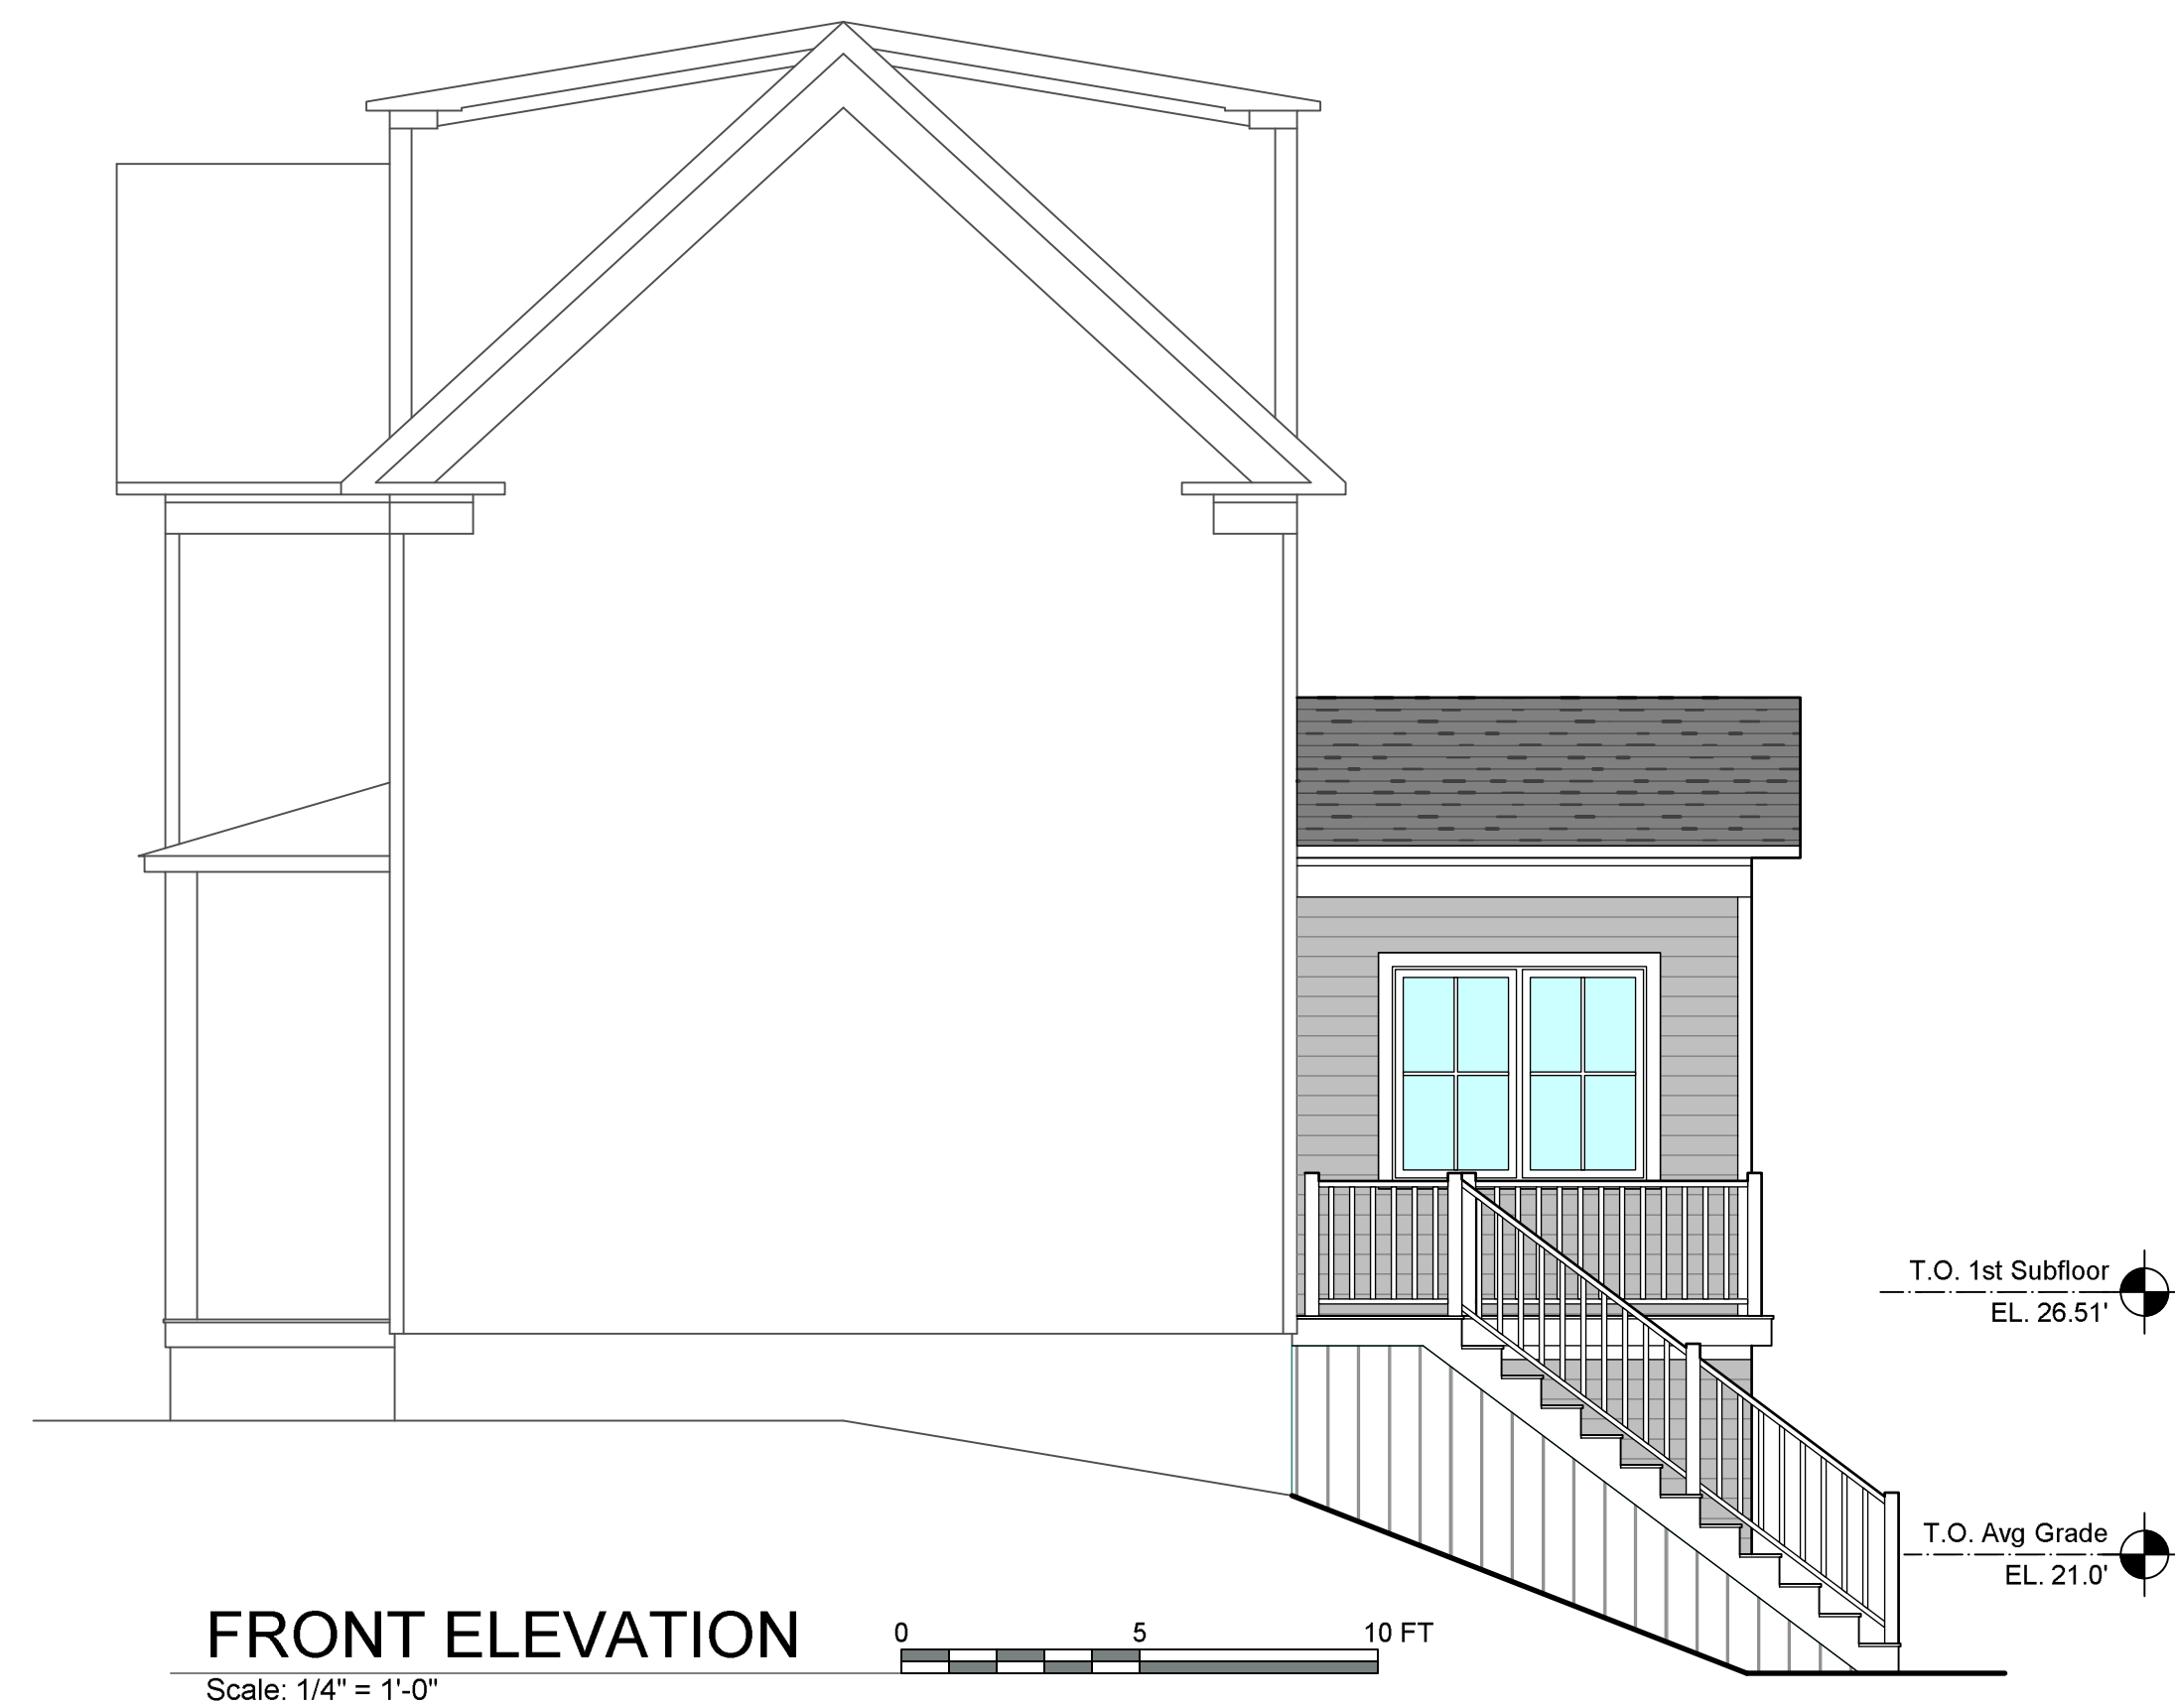 T.O. 1st Subfloor
EL. 26.51'
T.O. Avg Grade
EL. 21.0'
FRONT ELEVATION
Scale: 1/4" = 1'-0"
0 5 10 FT